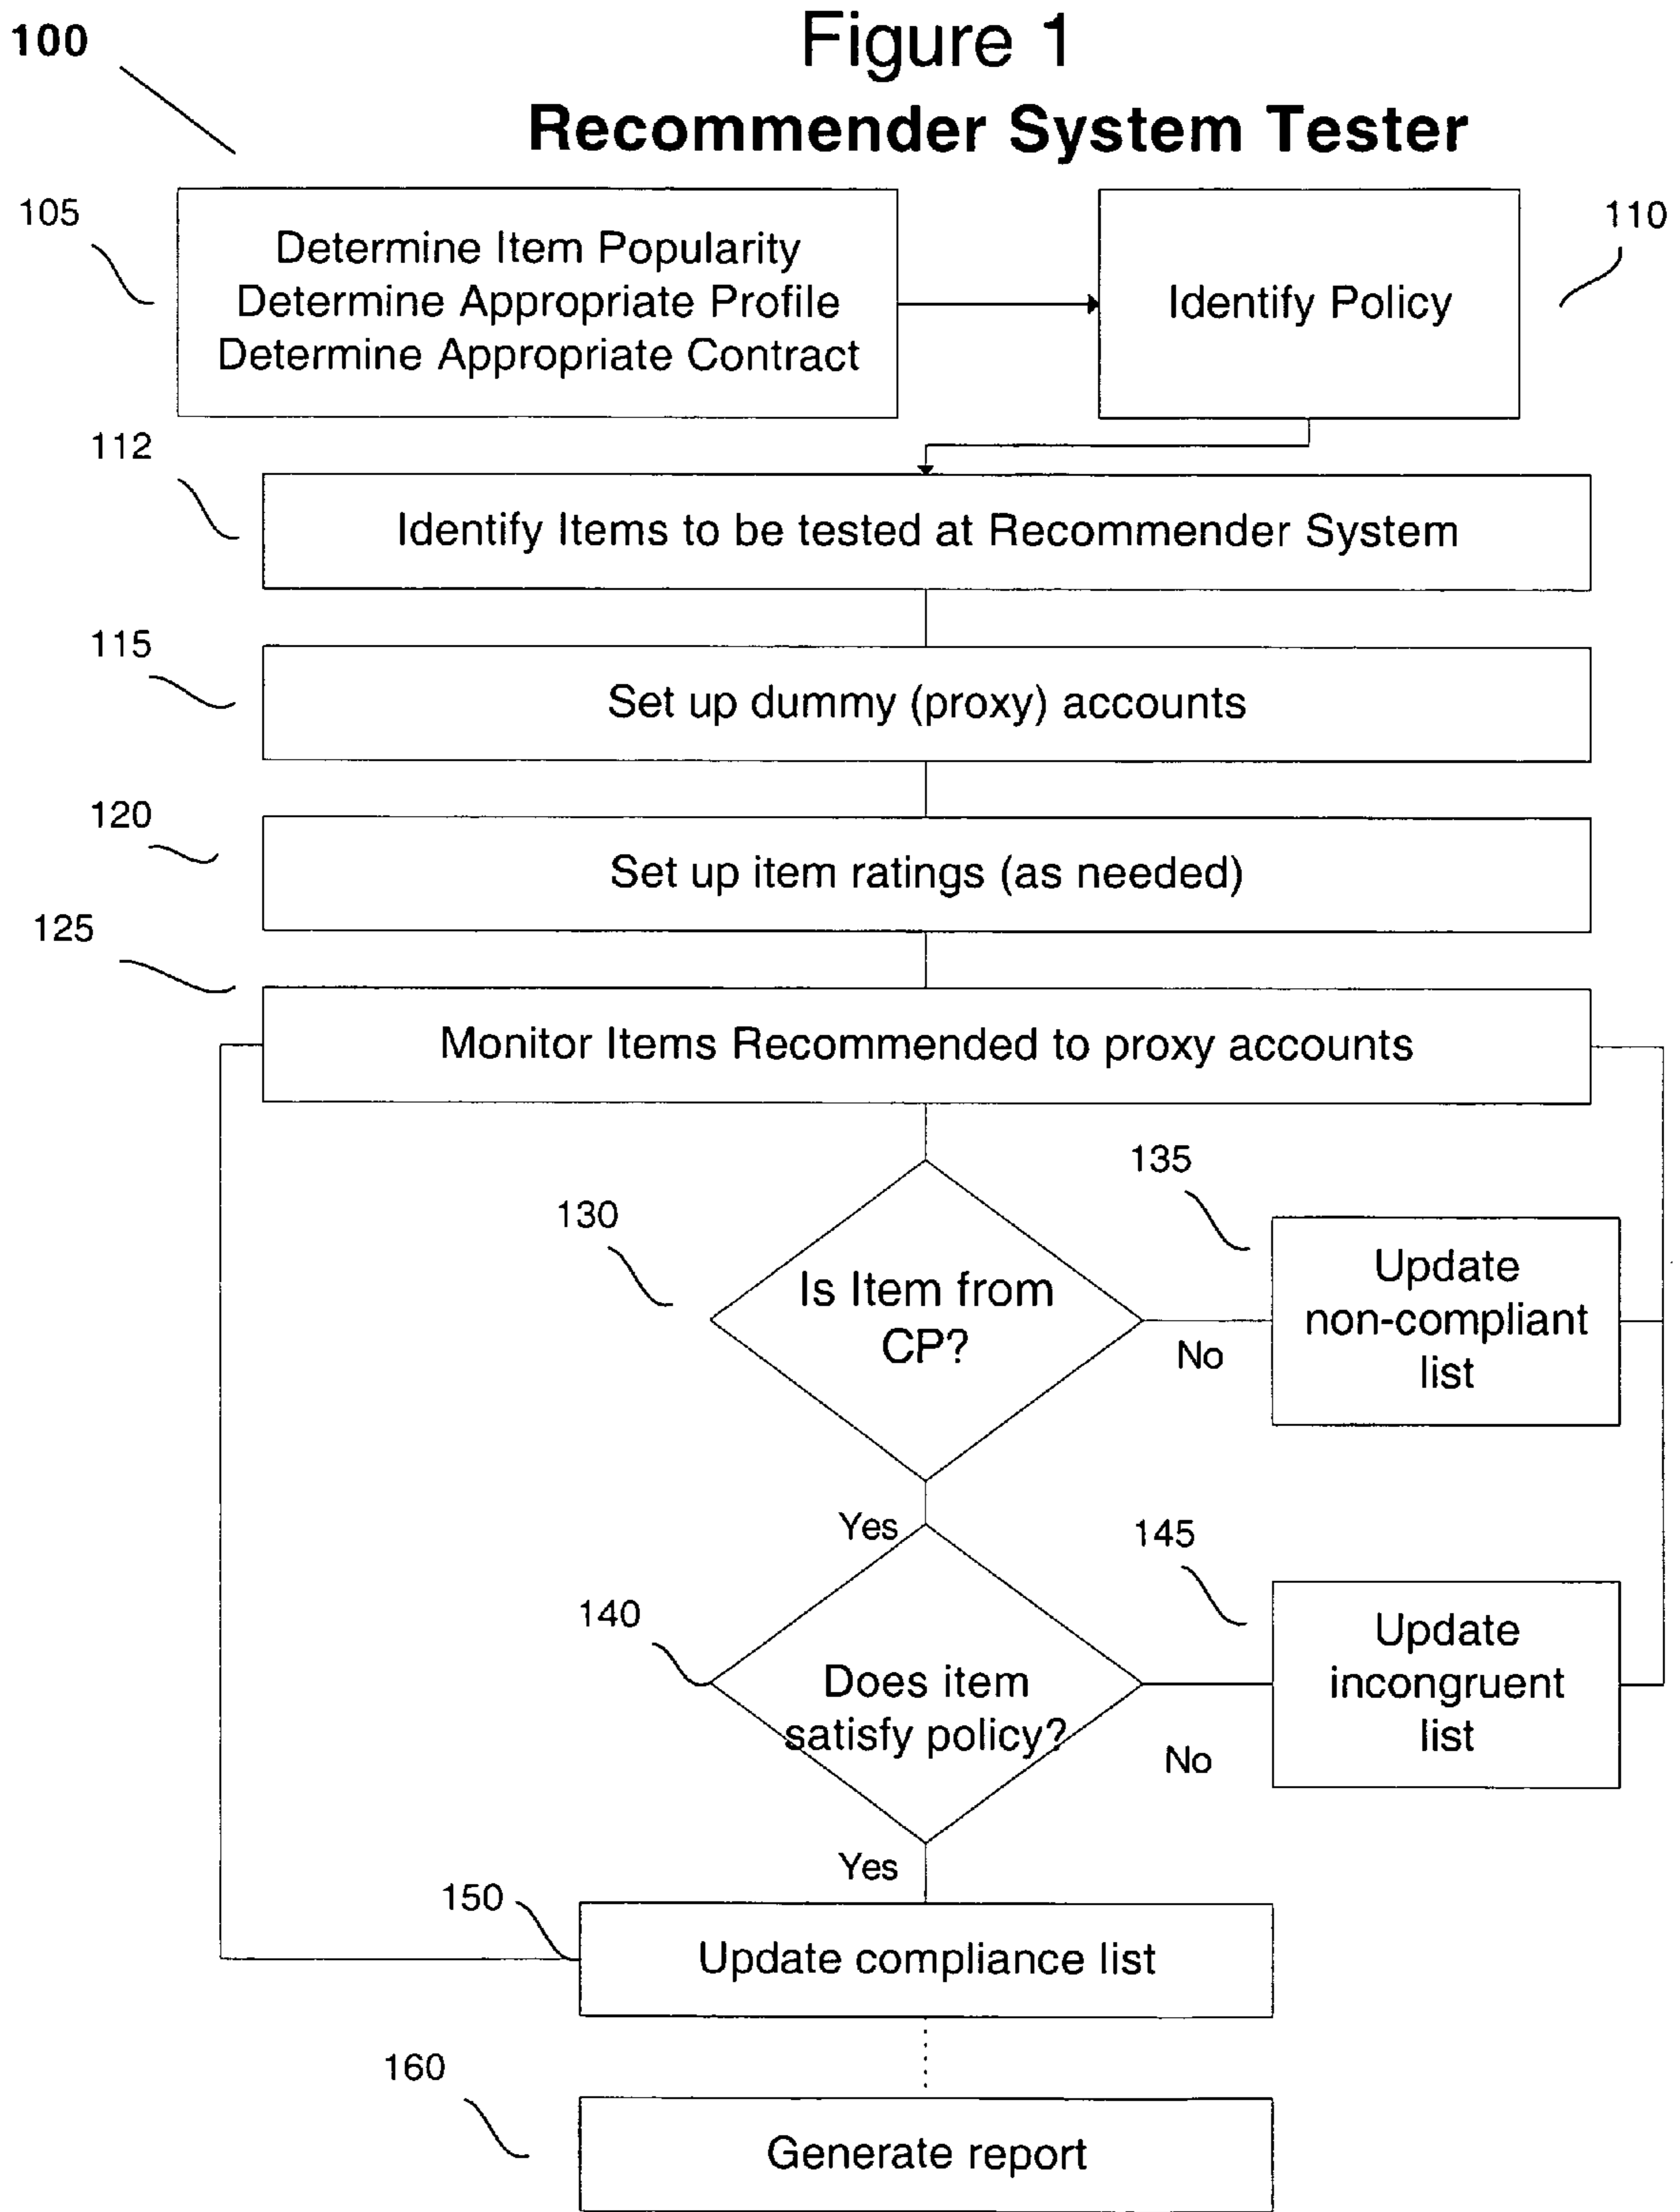 100
Figure 1
Recommender System Tester
105
Determine Item Popularity
Determine Appropriate Profile
Determine Appropriate Contract
Identify Policy
110
112
Identify Items to be tested at Recommender System
115
Set up dummy (proxy) accounts
120
Set up item ratings (as needed)
125
Monitor Items Recommended to proxy accounts
130
Is Item from
CP?
No
135
Update
non-compliant
list
Yes
140
Does item
satisfy policy?
No
145
Update
incongruent
list
Yes
150
Update compliance list
160
Generate report